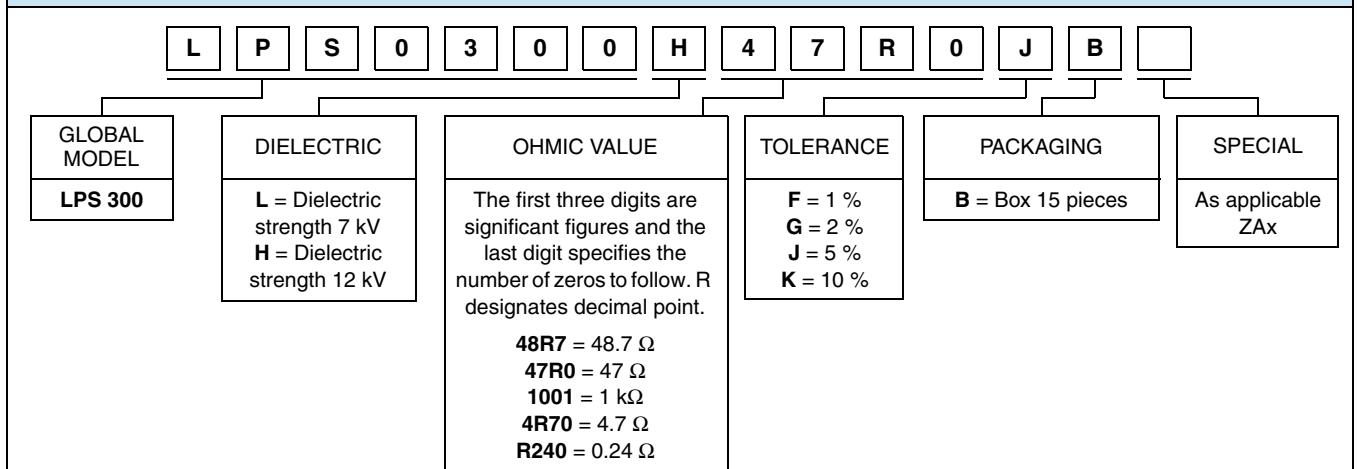 L P S 0 3 0 0 H 4 7 R 0 J B
GLOBAL
MODEL
LPS 300
DIELECTRIC
L = Dielectric
strength 7 kV
H = Dielectric
strength 12 kV
OHMIC VALUE
The first three digits are
significant figures and the
last digit specifies the
number of zeros to follow. R
designates decimal point.
48R7 = 48.7 Ω
47R0 = 47 Ω
1001 = 1 kΩ
4R70 = 4.7 Ω
R240 = 0.24 Ω
TOLERANCE
F = 1 %
G = 2 %
J = 5 %
K = 10 %
PACKAGING
B = Box 15 pieces
SPECIAL
As applicable
ZAx